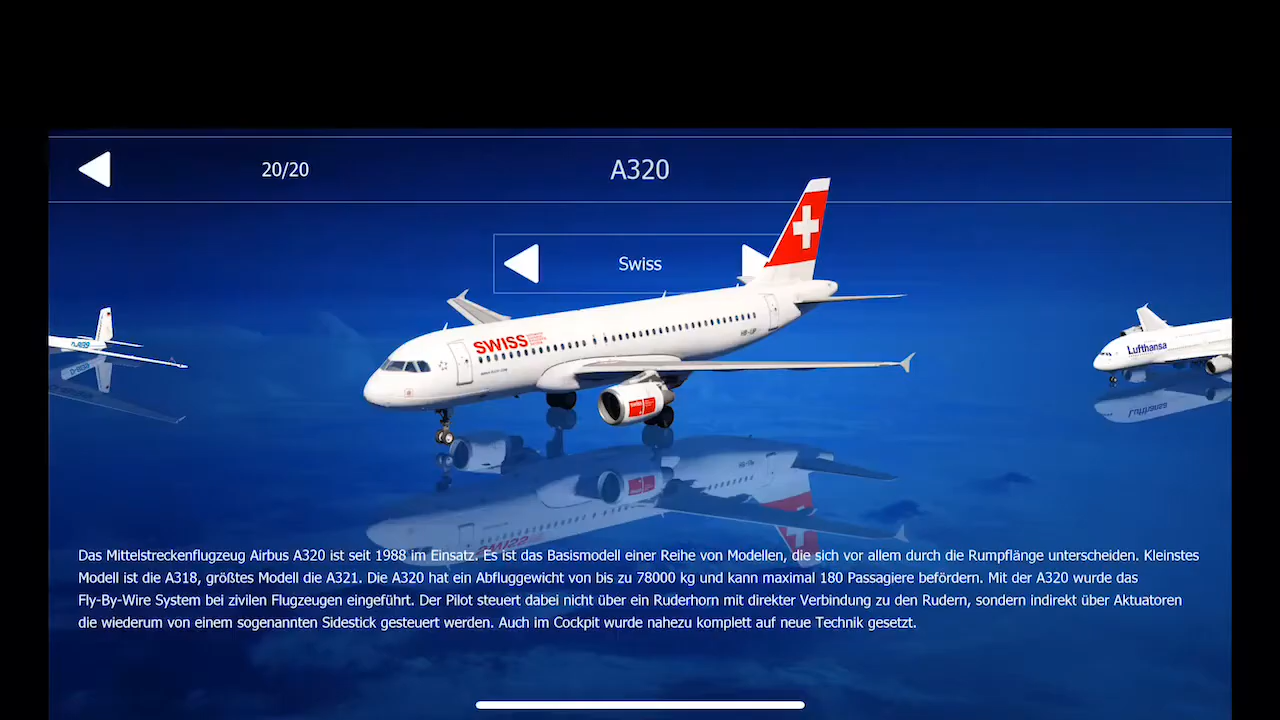 20/20
A320
Swiss
SWISS
Lufthansa
Das Mittelstreckenflugzeug Airbus A320 ist seit 1988 im Einsatz. Es ist das Basismodell einer Reihe von Modellen, die sich vor allem durch die Rumpflänge unterscheiden. Kleinstes
Modell ist die A318, größtes Modell die A321. Die A320 hat ein Abfluggewicht von bis zu 78000 kg und kann maximal 180 Passagiere befördern. Mit der A320 wurde das
Fly-By-Wire System bei zivilen Flugzeugen eingeführt. Der Pilot steuert dabei nicht über ein Ruderhorn mit direkter Verbindung zu den Rudern, sondern indirekt über Aktuatoren
die wiederum von einem sogenannten Sidestick gesteuert werden. Auch im Cockpit wurde nahezu komplett auf neue Technik gesetzt.